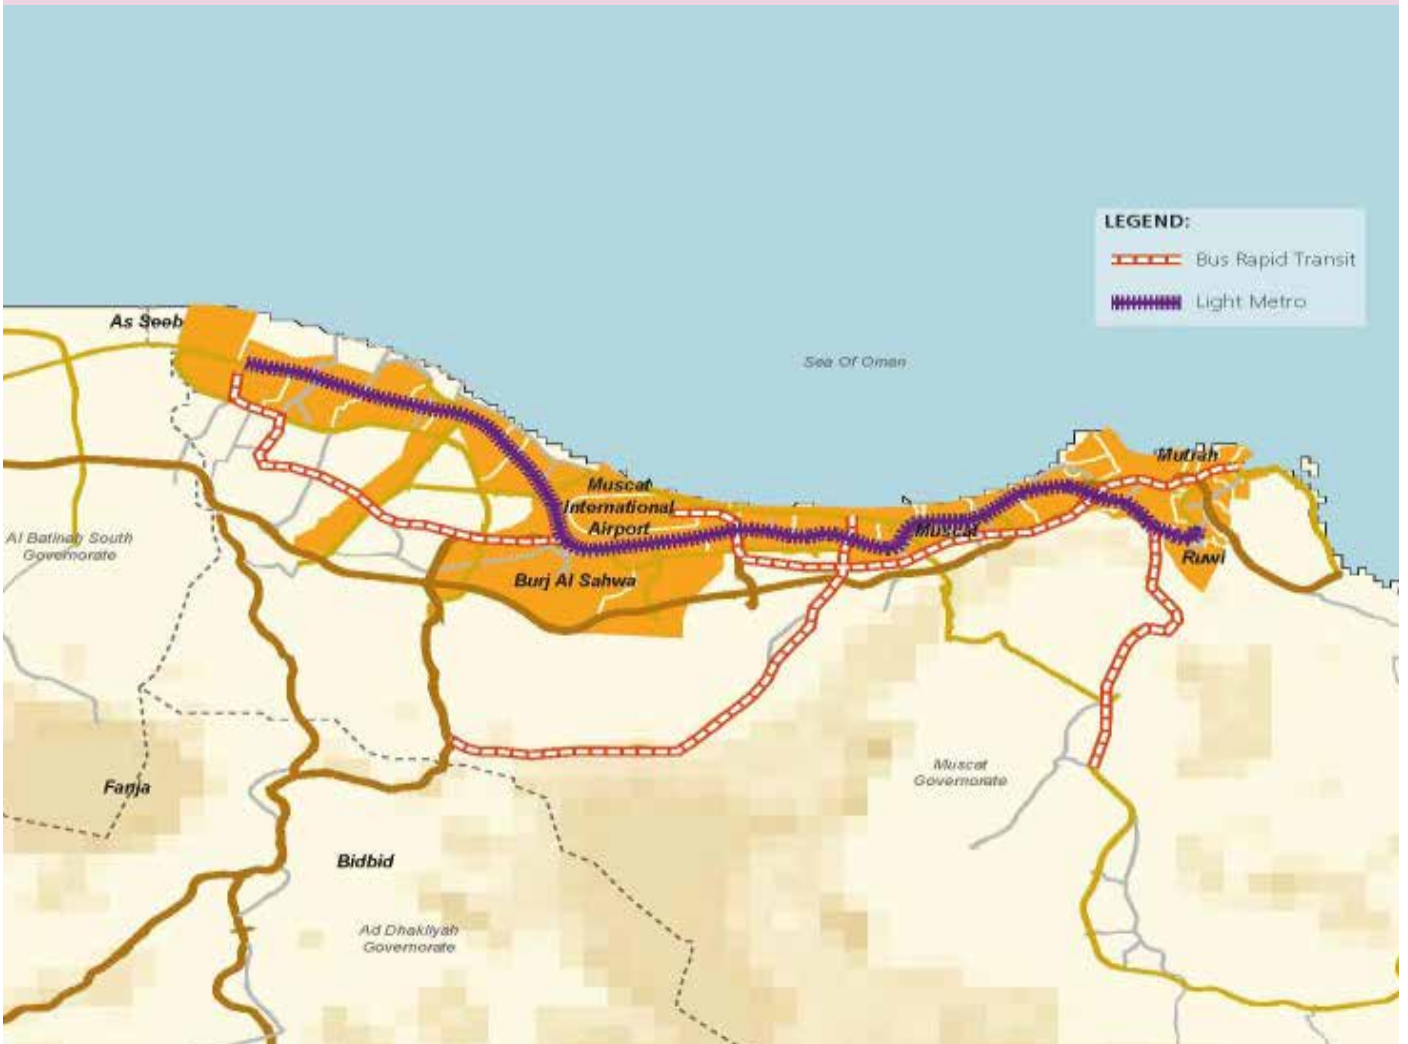 LEGEND:
Bus Rapid Transit
Light Metro
As Seeb
Sea Of Oman
Mutrah
Muscat
International
Airport
Muscat
Al Batinah South
Governorate
Ruwi
Burj Al Sahwa
Muscat
Governorate
Fanja
Bidbid
Ad Dhakliyah
Governorate